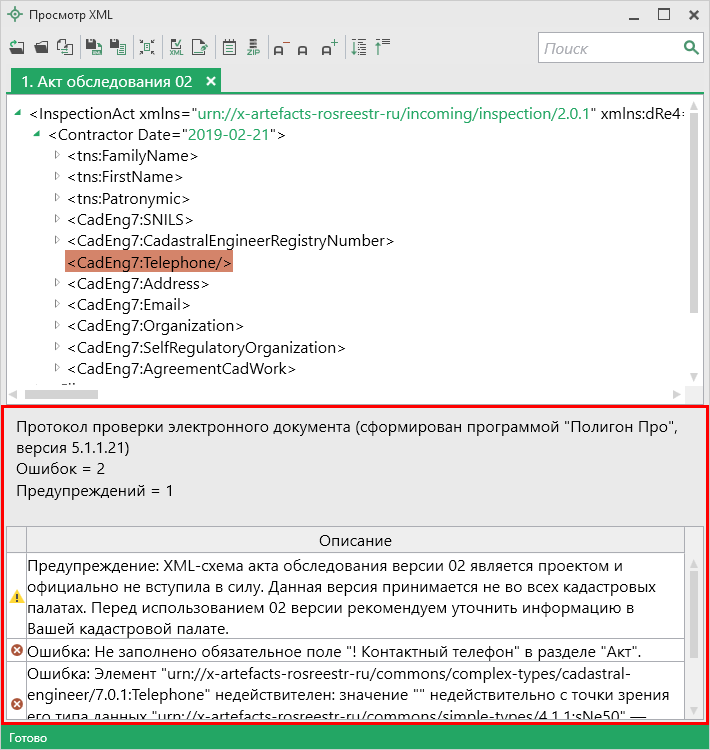 Просмотр XML
XML
ZIP
a
a
a
Поиск
1. Акт обследования 02
<InspectionAct xmlns="urn://x-artefacts-rosreestr-ru/incoming/inspection/2.0.1" xmlns:dRe4=
<Contractor Date="2019-02-21">
<tns:FamilyName>
<tns:FirstName>
<tns:Patronymic>
<CadEng7:SNILS>
<CadEng7:CadastralEngineerRegistryNumber>
<CadEng7:Telephone/>
<CadEng7:Address>
<CadEng7:Email>
<CadEng7:Organization>
<CadEng7:SelfRegulatoryOrganization>
<CadEng7:AgreementCadWork>
Протокол проверки электронного документа (сформирован программой "Полигон Про",
версия 5.1.1.21)
Ошибок = 2
Предупреждений = 1
Описание
Предупреждение: XML-схема акта обследования версии 02 является проектом и
официально не вступила в силу. Данная версия принимается не во всех кадастровых
палатах. Перед использованием 02 версии рекомендуем уточнить информацию в
Вашей кадастровой палате.
Ошибка: Не заполнено обязательное поле "! Контактный телефон" в разделе "Акт".
Ошибка: Элемент "urn://x-artefacts-rosreestr-ru/commons/complex-types/cadastral-
engineer/7.0.1:Telephone" недействителен: значение "" недействительно с точки зрения
его типа данных "urn://x-artefacts-rosreestr-ru/commons/simple-types/4.1.1:sNe50" —
Готово